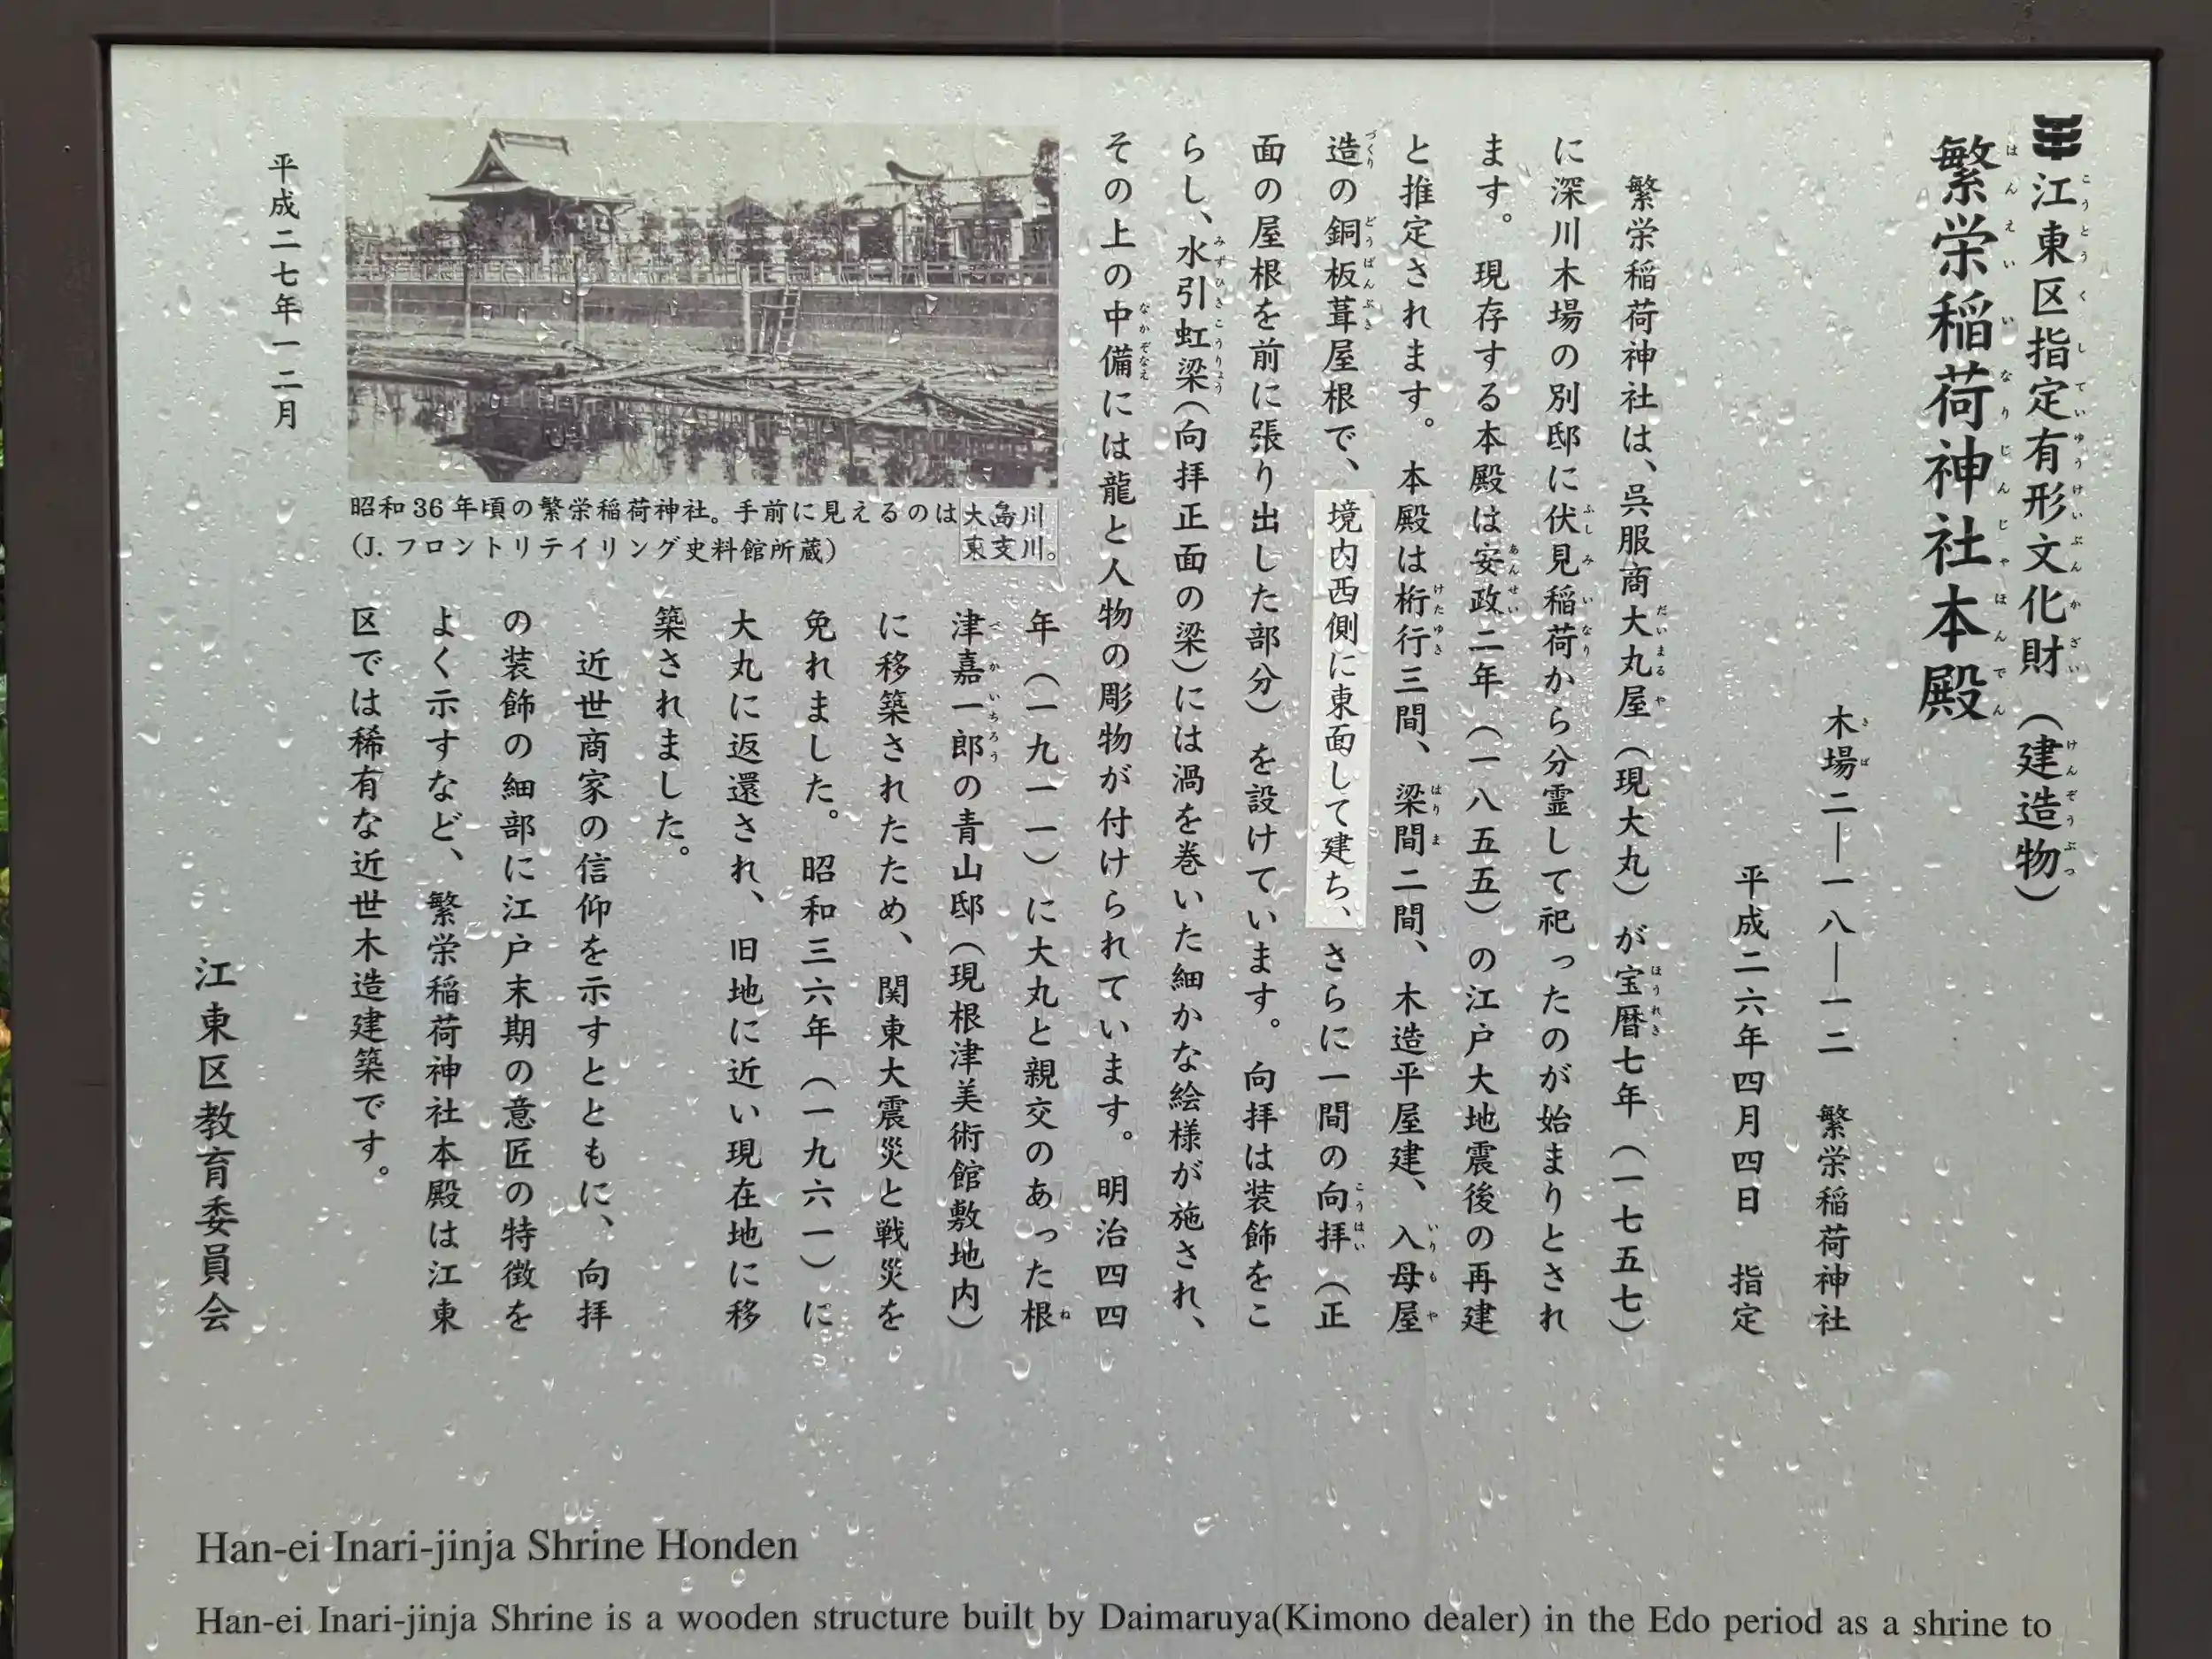 江東区指定有形文化財（建造物）
繁栄稲荷神社本殿
木場二―一八―一二　繁栄稲荷神社
平成二六年四月四日　指定
繁栄稲荷神社は、呉服商大丸屋（現大丸）が宝暦七年（一七五七）
に深川木場の別邸に伏見稲荷から分霊して祀ったのが始まりとされ
ます。現存する本殿は安政二年（一八五五）の江戸大地震後の再建
と推定されます。本殿は桁行三間、梁間二間、木造平屋建、入母屋
造の銅板葺屋根で、境内西側に東面して建ち、さらに一間の向拝（正
面の屋根を前に張り出した部分）を設けています。向拝は装飾をこ
らし、水引虹梁（向拝正面の梁）には渦を巻いた細かな絵様が施され、
その上の中備には龍と人物の彫物が付けられています。明治四四
年（一九一一）に大丸と親交のあった根
津嘉一郎の青山邸（現根津美術館敷地内）
に移築されたため、関東大震災と戦災を
免れました。昭和三六年（一九六一）に
大丸に返還され、旧地に近い現在地に移
築されました。
近世商家の信仰を示すとともに、向拝
の装飾の細部に江戸末期の意匠の特徴を
よく示すなど、繁栄稲荷神社本殿は江東
区では稀有な近世木造建築です。
昭和36年頃の繁栄稲荷神社。手前に見えるのは大島川東支川。
（J.フロントリテイリング史料館所蔵）
平成二七年一二月
江東区教育委員会
Han-ei Inari-jinja Shrine Honden
Han-ei Inari-jinja Shrine is a wooden structure built by Daimaruya(Kimono dealer) in the Edo period as a shrine to